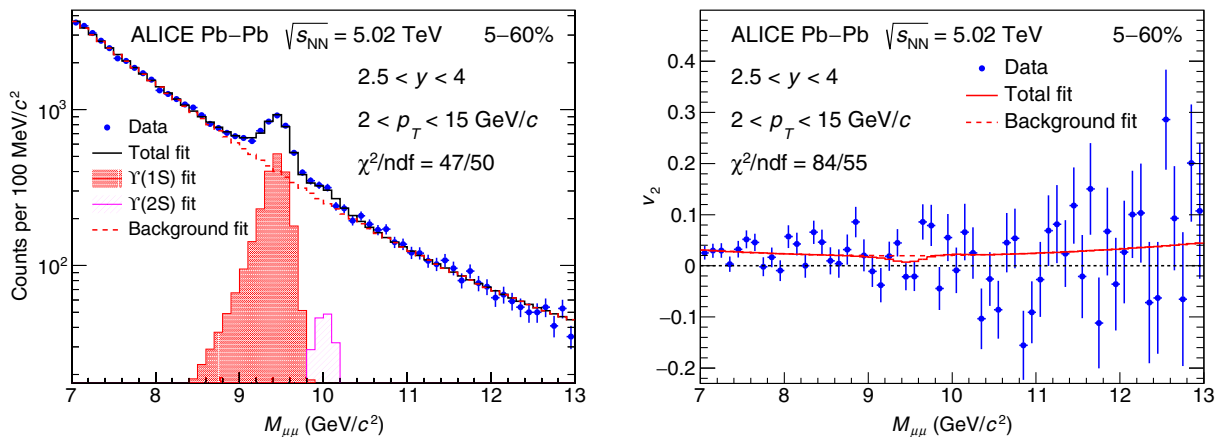 ALICE Pb−Pb √sNN = 5.02 TeV 5−60%
2.5 < y < 4
2 < pT < 15 GeV/c
χ²/ndf = 47/50
Data
Total fit
ϒ(1S) fit
ϒ(2S) fit
Background fit
Counts per 100 MeV/c²
10³
10²
7 8 9 10 11 12 13
Mμμ (GeV/c²)
ALICE Pb−Pb √sNN = 5.02 TeV 5−60%
2.5 < y < 4
2 < pT < 15 GeV/c
χ²/ndf = 84/55
Data
Total fit
Background fit
v2
0.4
0.3
0.2
0.1
0
−0.1
−0.2
7 8 9 10 11 12 13
Mμμ (GeV/c²)